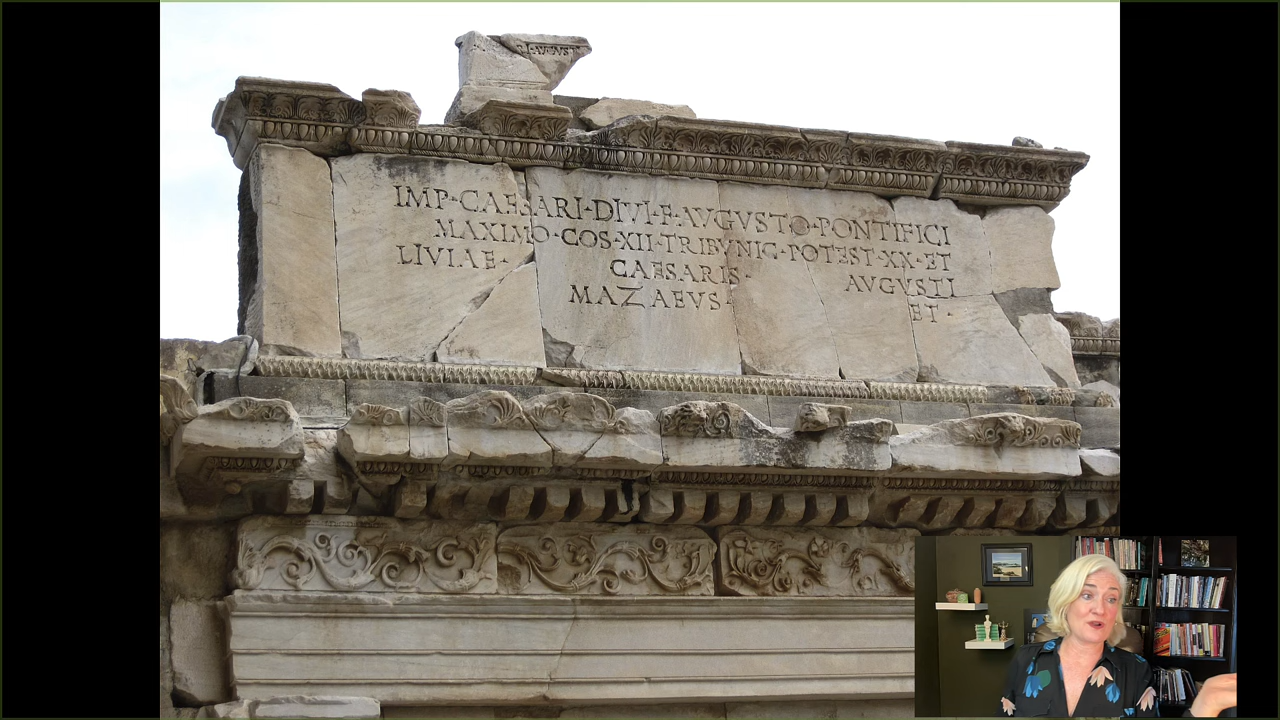 IMP·CAESARI·DIVI·F·AVGVSTO·PONTIFICI
MAXIMO·COS·XII·TRIBVNIC·POTEST·XX·ET
LIVIAE· CAESARIS· AVGVSTI
MAZAEVS· ET·